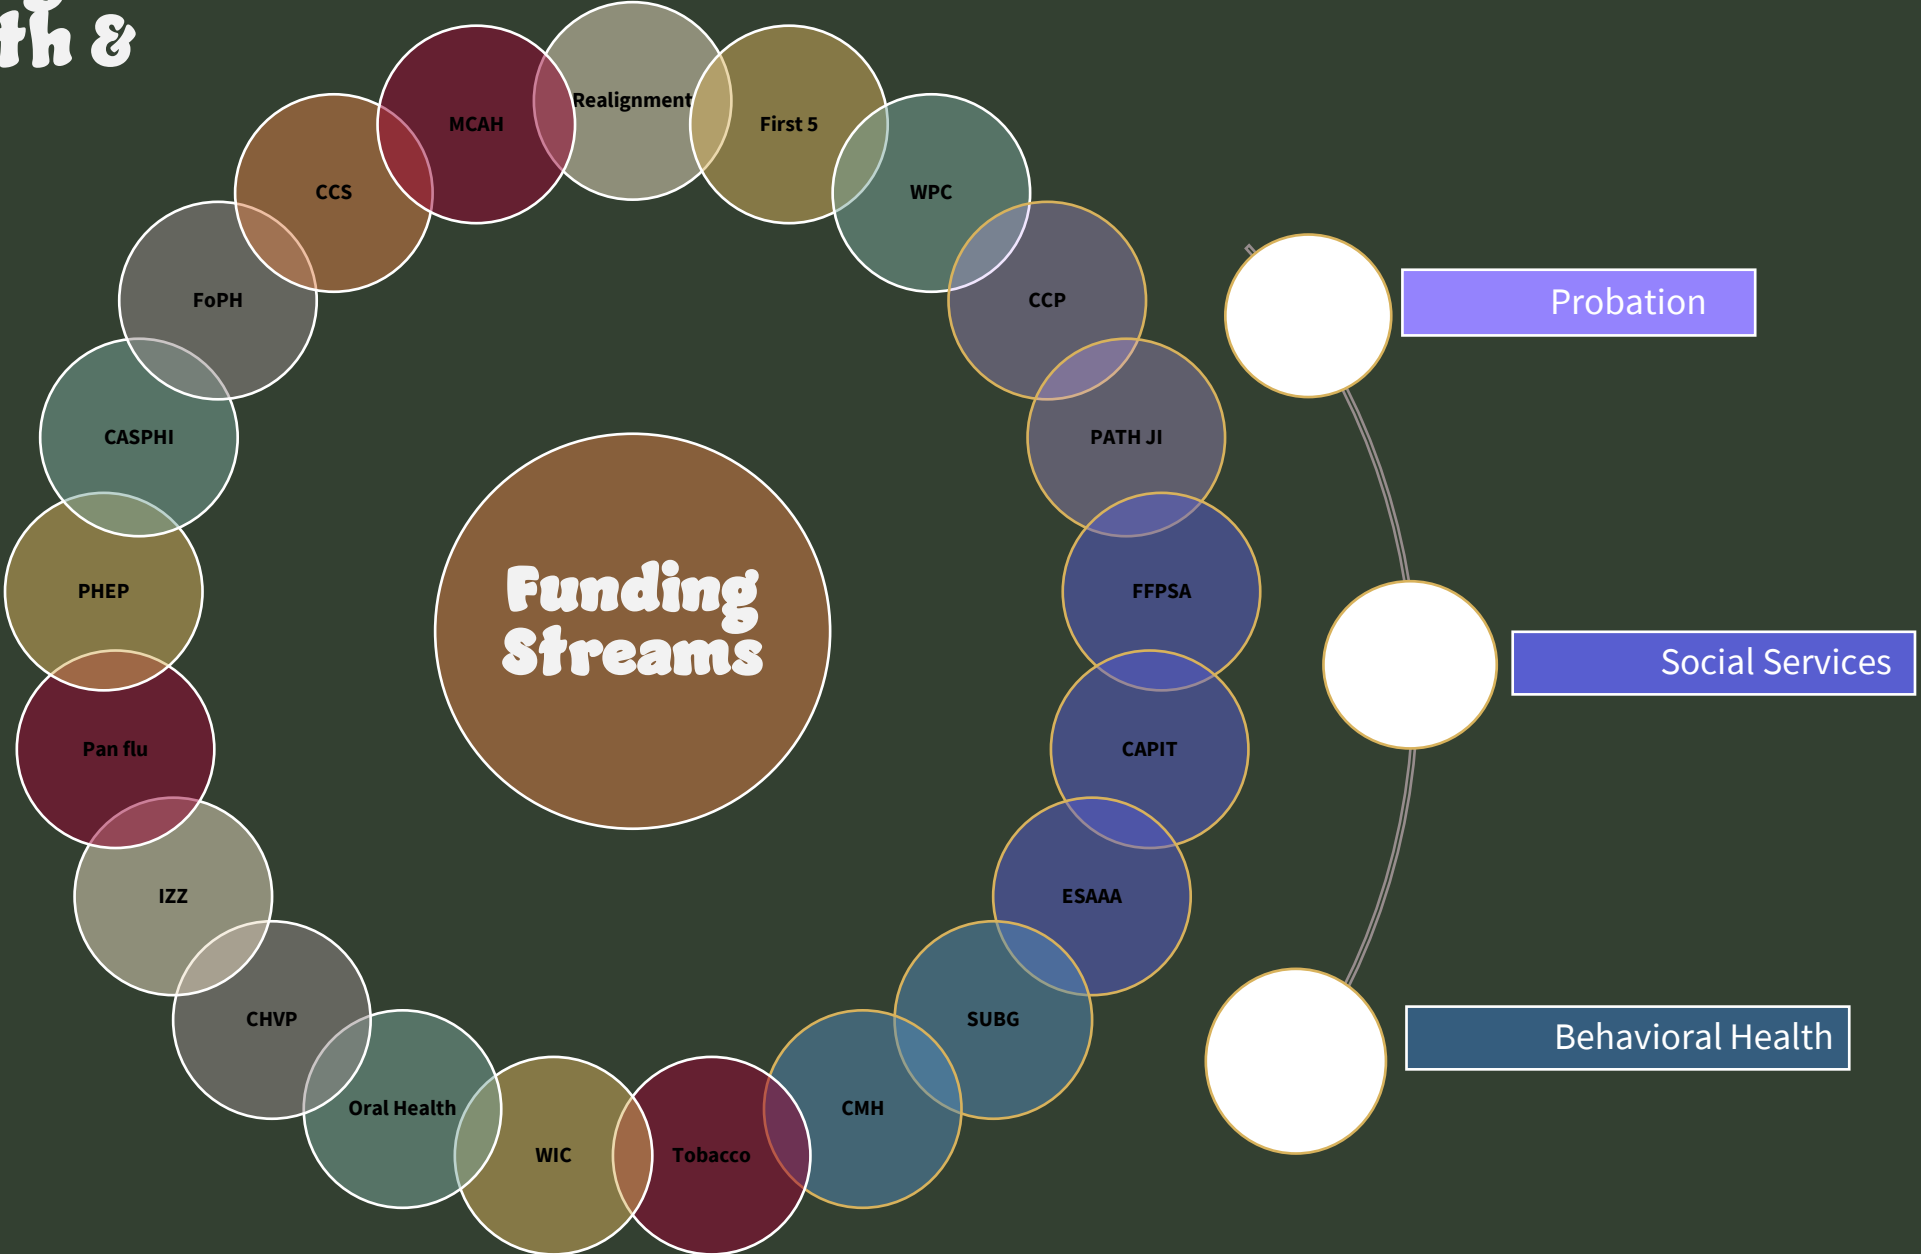 th &
Realignment
First 5
WPC
CCP
PATH JI
FFPSA
CAPIT
ESAAA
SUBG
CMH
Tobacco
WIC
Oral Health
CHVP
IZZ
Pan flu
PHEP
CASPHI
FoPH
CCS
MCAH
Funding
Streams
Probation
Social Services
Behavioral Health